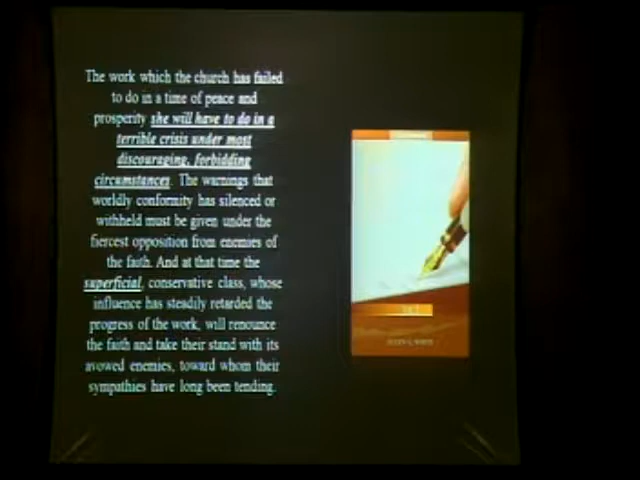 The work which the church has failed
to do in a time of peace and
prosperity she will have to do in a
terrible crisis under most
discouraging, forbidding
circumstances. The warnings that
worldly conformity has silenced or
withheld must be given under the
fiercest opposition from enemies of
the faith. And at that time the
superficial, conservative class, whose
influence has steadily retarded the
progress of the work, will renounce
the faith and take their stand with its
avowed enemies, toward whom their
sympathies have long been tending.
ELLEN G. WHITE